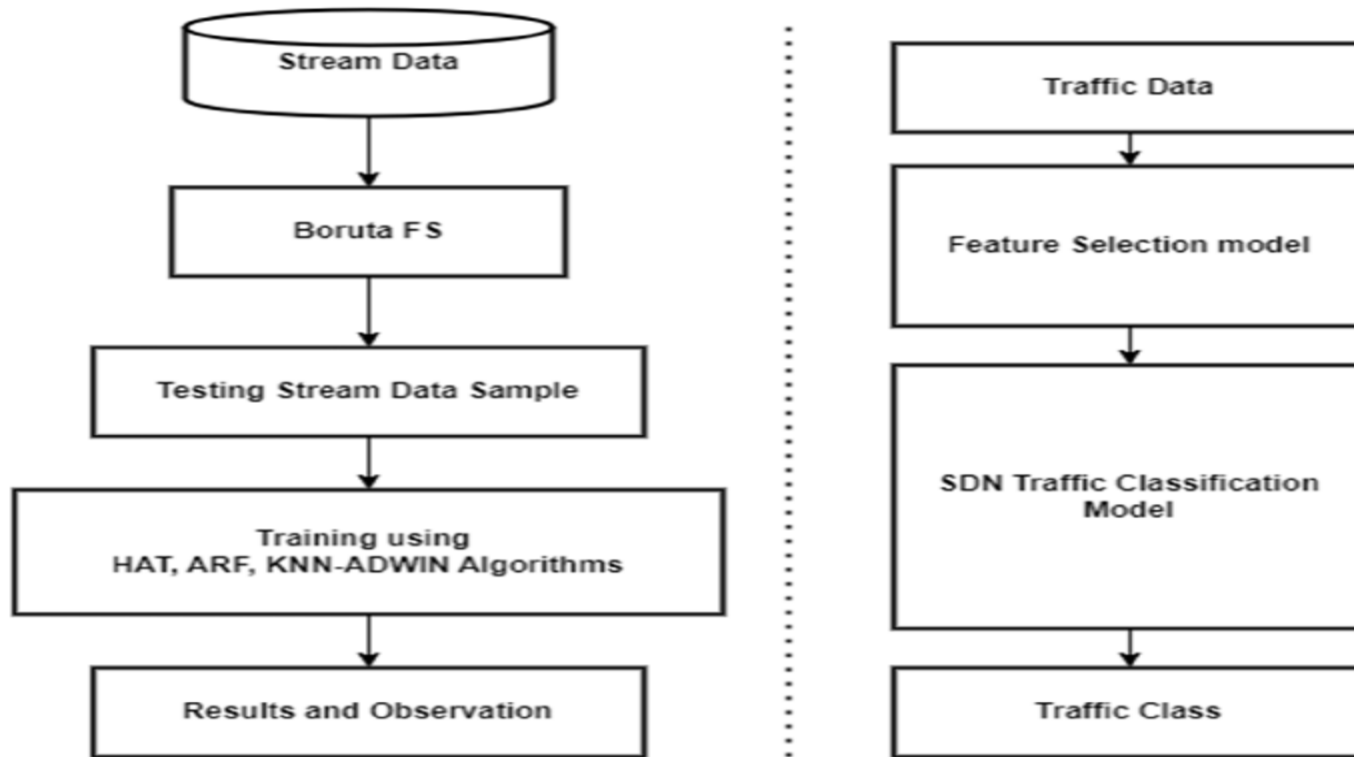 Stream Data
Boruta FS
Testing Stream Data Sample
Training using
HAT, ARF, KNN-ADWIN Algorithms
Results and Observation
Traffic Data
Feature Selection model
SDN Traffic Classification
Model
Traffic Class